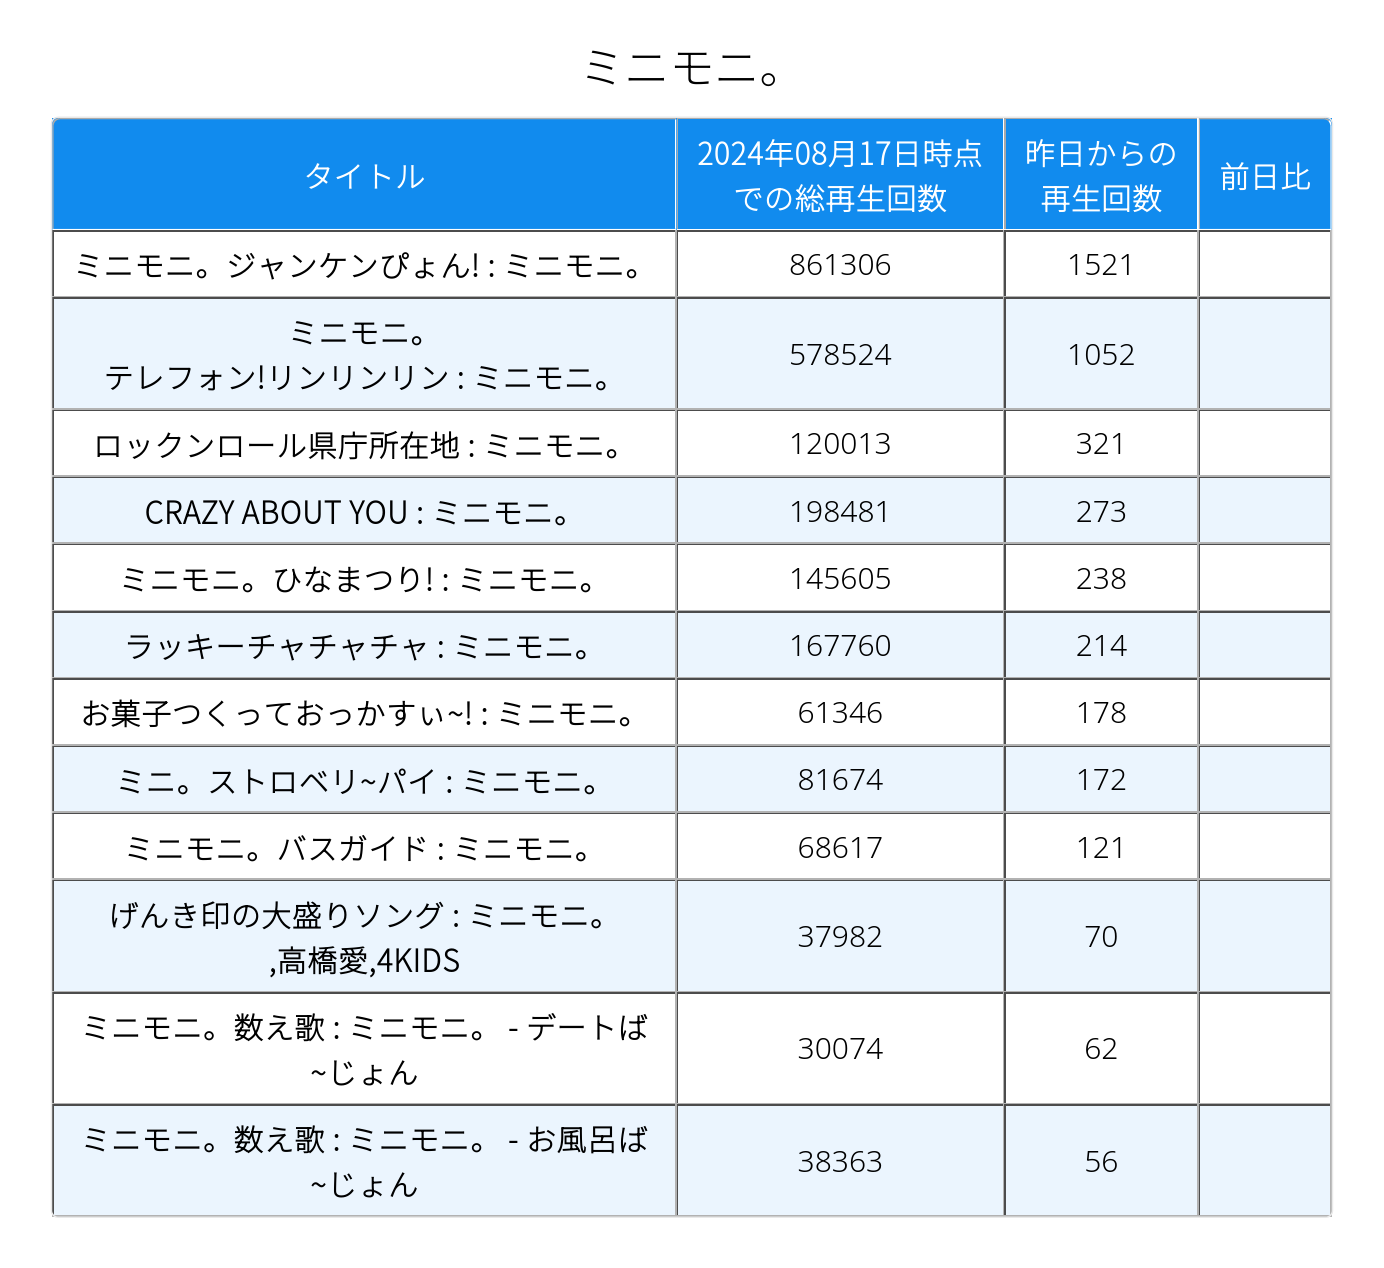 ミニモニ。
タイトル
2024年08月17日時点
での総再生回数
昨日からの
再生回数
前日比
ミニモニ。ジャンケンぴょん! : ミニモニ。
861306
1521
ミニモニ。
テレフォン!リンリンリン : ミニモニ。
578524
1052
ロックンロール県庁所在地 : ミニモニ。
120013
321
CRAZY ABOUT YOU : ミニモニ。
198481
273
ミニモニ。ひなまつり! : ミニモニ。
145605
238
ラッキーチャチャチャ : ミニモニ。
167760
214
お菓子つくっておっかすぃ~! : ミニモニ。
61346
178
ミニ。ストロベリ~パイ : ミニモニ。
81674
172
ミニモニ。バスガイド : ミニモニ。
68617
121
げんき印の大盛りソング : ミニモニ。
,高橋愛,4KIDS
37982
70
ミニモニ。数え歌 : ミニモニ。 - デートば
~じょん
30074
62
ミニモニ。数え歌 : ミニモニ。 - お風呂ば
~じょん
38363
56